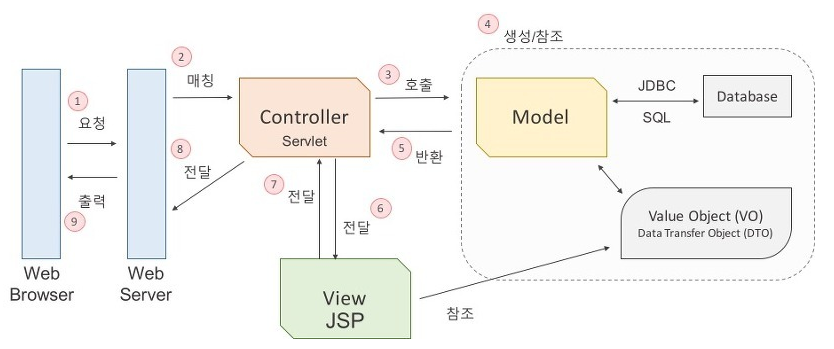 4
생성/참조
2
매칭
3
호출
JDBC
Database
1
요청
Controller
Servlet
Model
SQL
8
전달
5
반환
7
전달
6
전달
출력
9
Value Object (VO)
Data Transfer Object (DTO)
Web
Browser
Web
Server
View
JSP
참조